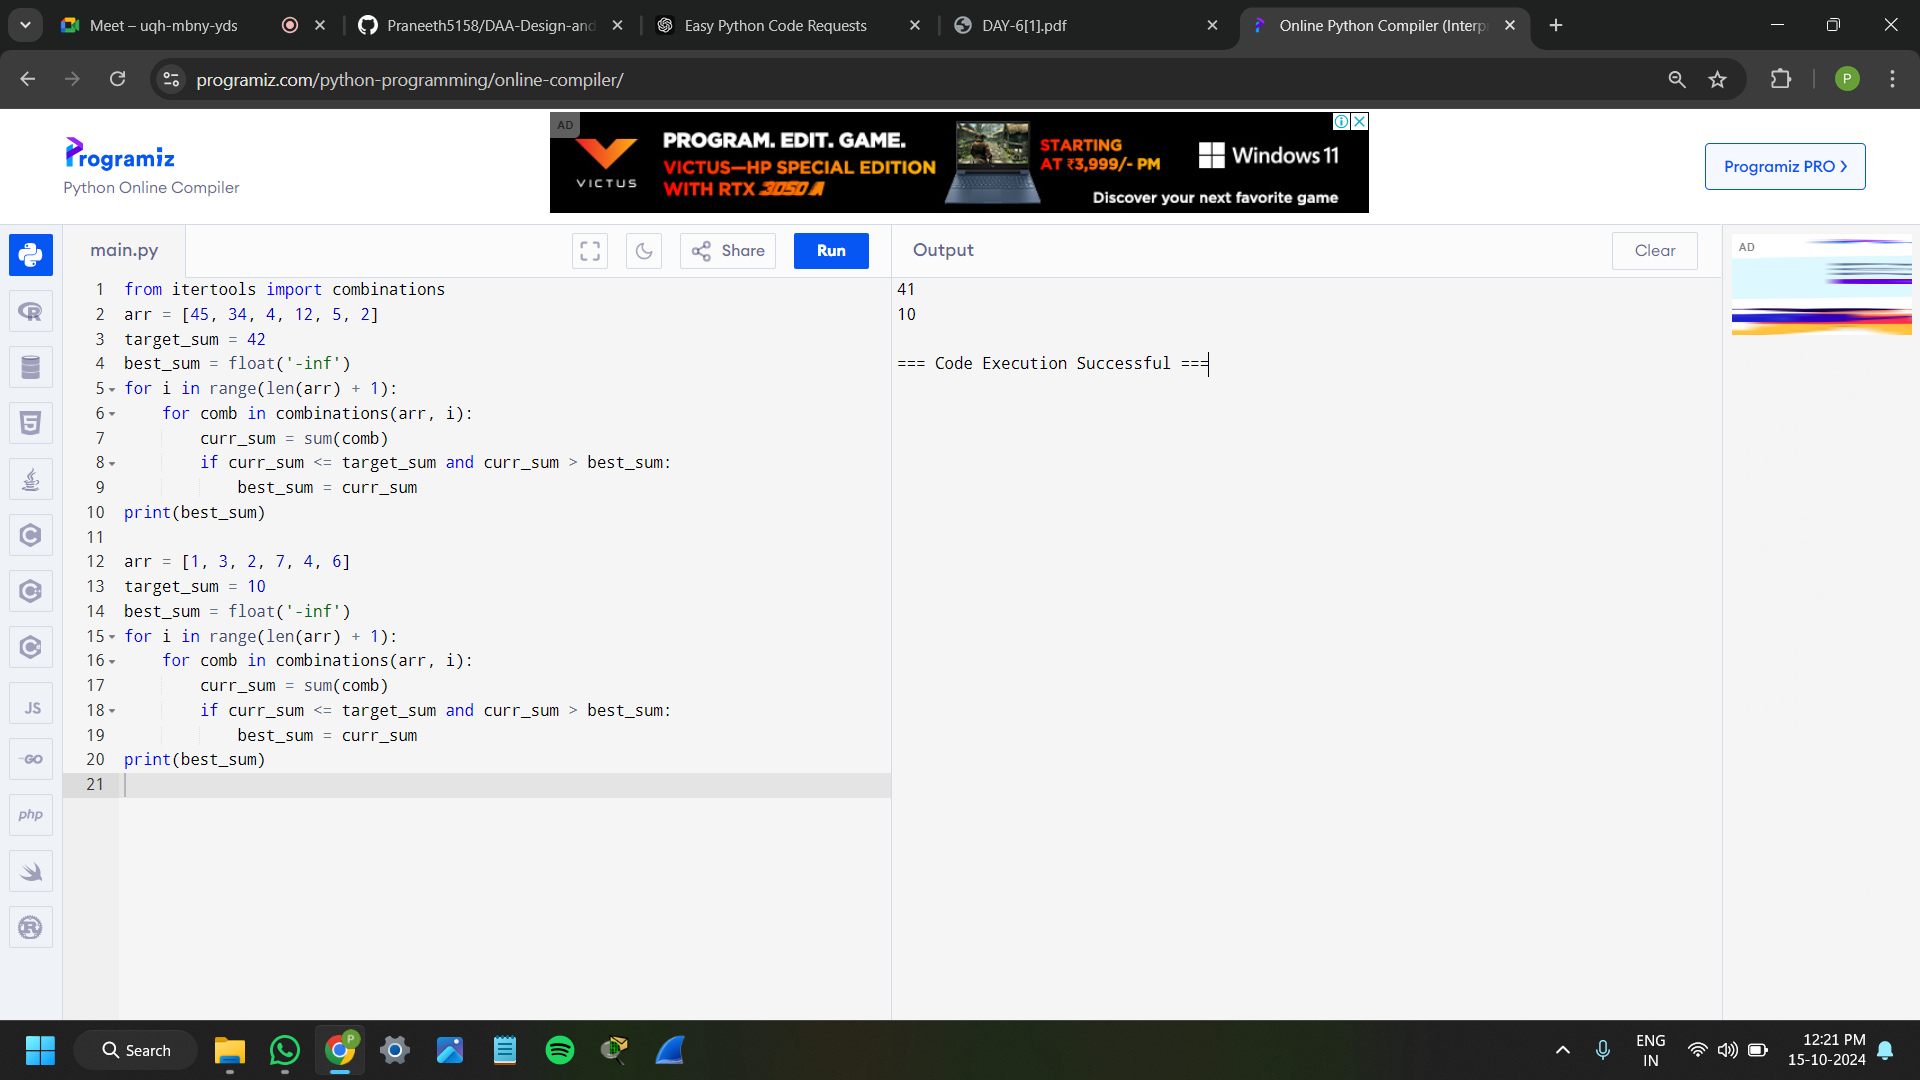 Meet – uqh-mbny-yds
Praneeth5158/DAA-Design-and
Easy Python Code Requests
DAY-6[1].pdf
Online Python Compiler (Interp
programiz.com/python-programming/online-compiler/
P
Programiz
Python Online Compiler
AD
VICTUS
PROGRAM. EDIT. GAME.
VICTUS—HP SPECIAL EDITION
WITH RTX 3050 A
STARTING
AT ₹3,999/- PM
Windows 11
Discover your next favorite game
Programiz PRO
main.py
Share
Run
Output
Clear
AD
1 from itertools import combinations
2 arr = [45, 34, 4, 12, 5, 2]
3 target_sum = 42
4 best_sum = float('-inf')
5 for i in range(len(arr) + 1):
6     for comb in combinations(arr, i):
7         curr_sum = sum(comb)
8         if curr_sum <= target_sum and curr_sum > best_sum:
9             best_sum = curr_sum
10 print(best_sum)
11
12 arr = [1, 3, 2, 7, 4, 6]
13 target_sum = 10
14 best_sum = float('-inf')
15 for i in range(len(arr) + 1):
16     for comb in combinations(arr, i):
17         curr_sum = sum(comb)
18         if curr_sum <= target_sum and curr_sum > best_sum:
19             best_sum = curr_sum
20 print(best_sum)
21
41
10
=== Code Execution Successful ===
JS
GO
php
Search
P
ENG
IN
12:21 PM
15-10-2024